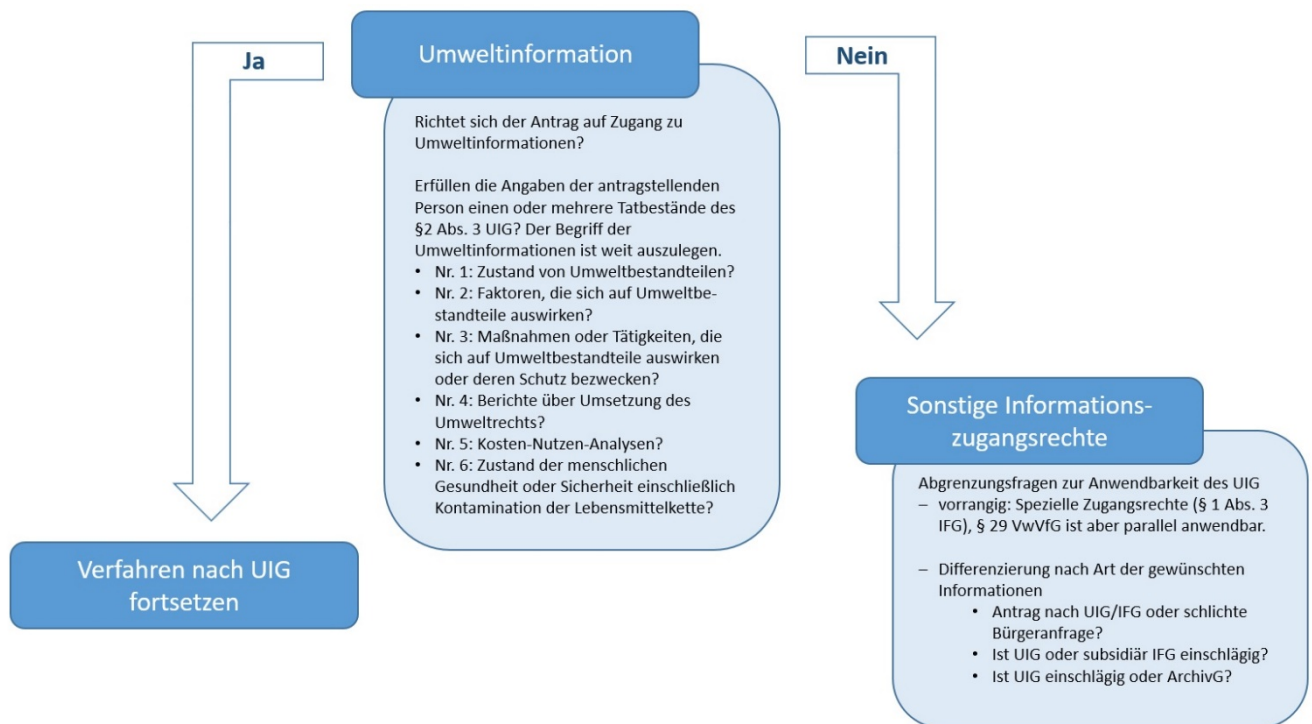 Ja
Umweltinformation
Nein
Richtet sich der Antrag auf Zugang zu
Umweltinformationen?
Erfüllen die Angaben der antragstellenden
Person einen oder mehrere Tatbestände des
§2 Abs. 3 UIG? Der Begriff der
Umweltinformationen ist weit auszulegen.
• Nr. 1: Zustand von Umweltbestandteilen?
• Nr. 2: Faktoren, die sich auf Umweltbe-
standteile auswirken?
• Nr. 3: Maßnahmen oder Tätigkeiten, die
sich auf Umweltbestandteile auswirken
oder deren Schutz bezwecken?
• Nr. 4: Berichte über Umsetzung des
Umweltrechts?
• Nr. 5: Kosten-Nutzen-Analysen?
• Nr. 6: Zustand der menschlichen
Gesundheit oder Sicherheit einschließlich
Kontamination der Lebensmittelkette?
Verfahren nach UIG
fortsetzen
Sonstige Informations-
zugangsrechte
Abgrenzungsfragen zur Anwendbarkeit des UIG
– vorrangig: Spezielle Zugangsrechte (§ 1 Abs. 3
IFG), § 29 VwVfG ist aber parallel anwendbar.
– Differenzierung nach Art der gewünschten
Informationen
• Antrag nach UIG/IFG oder schlichte
Bürgeranfrage?
• Ist UIG oder subsidiär IFG einschlägig?
• Ist UIG einschlägig oder ArchivG?